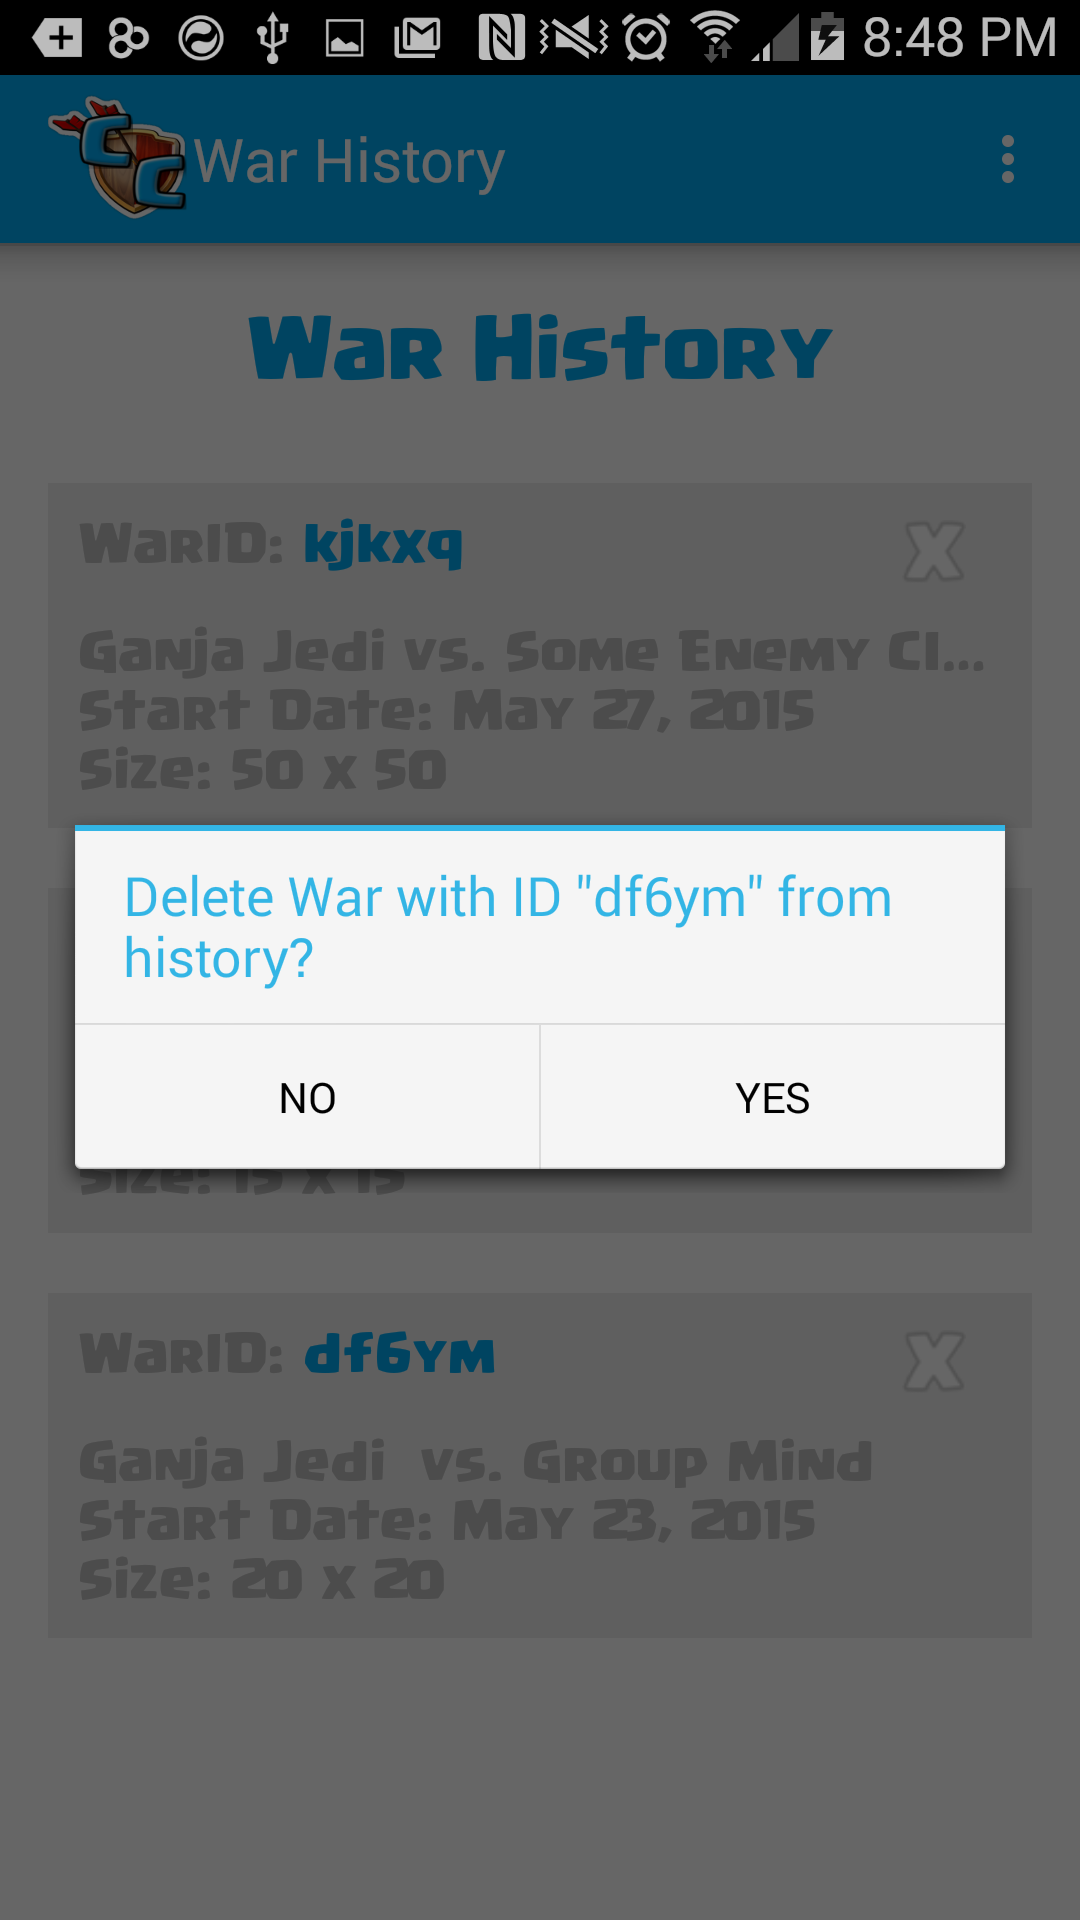 8:48 PM
CC
War History
War History
WarID: kjkxq
X
Ganja Jedi vs. Some Enemy Cl...
Start Date: May 27, 2015
Size: 50 x 50
Delete War with ID "df6ym" from
history?
NO
YES
Size: 15 x 15
WarID: df6ym
X
Ganja Jedi  vs. Group Mind
Start Date: May 23, 2015
Size: 20 x 20